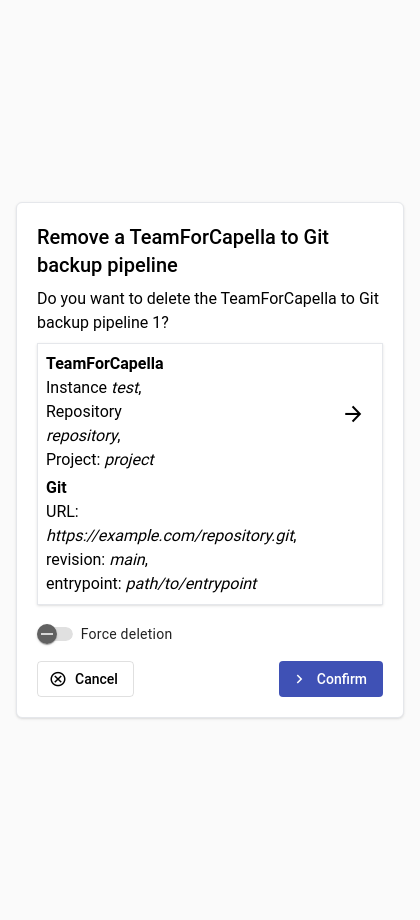 Remove a TeamForCapella to Git
backup pipeline
Do you want to delete the TeamForCapella to Git
backup pipeline 1?
TeamForCapella
Instance test,
Repository
repository,
Project: project
Git
URL:
https://example.com/repository.git,
revision: main,
entrypoint: path/to/entrypoint
Force deletion
Cancel
Confirm